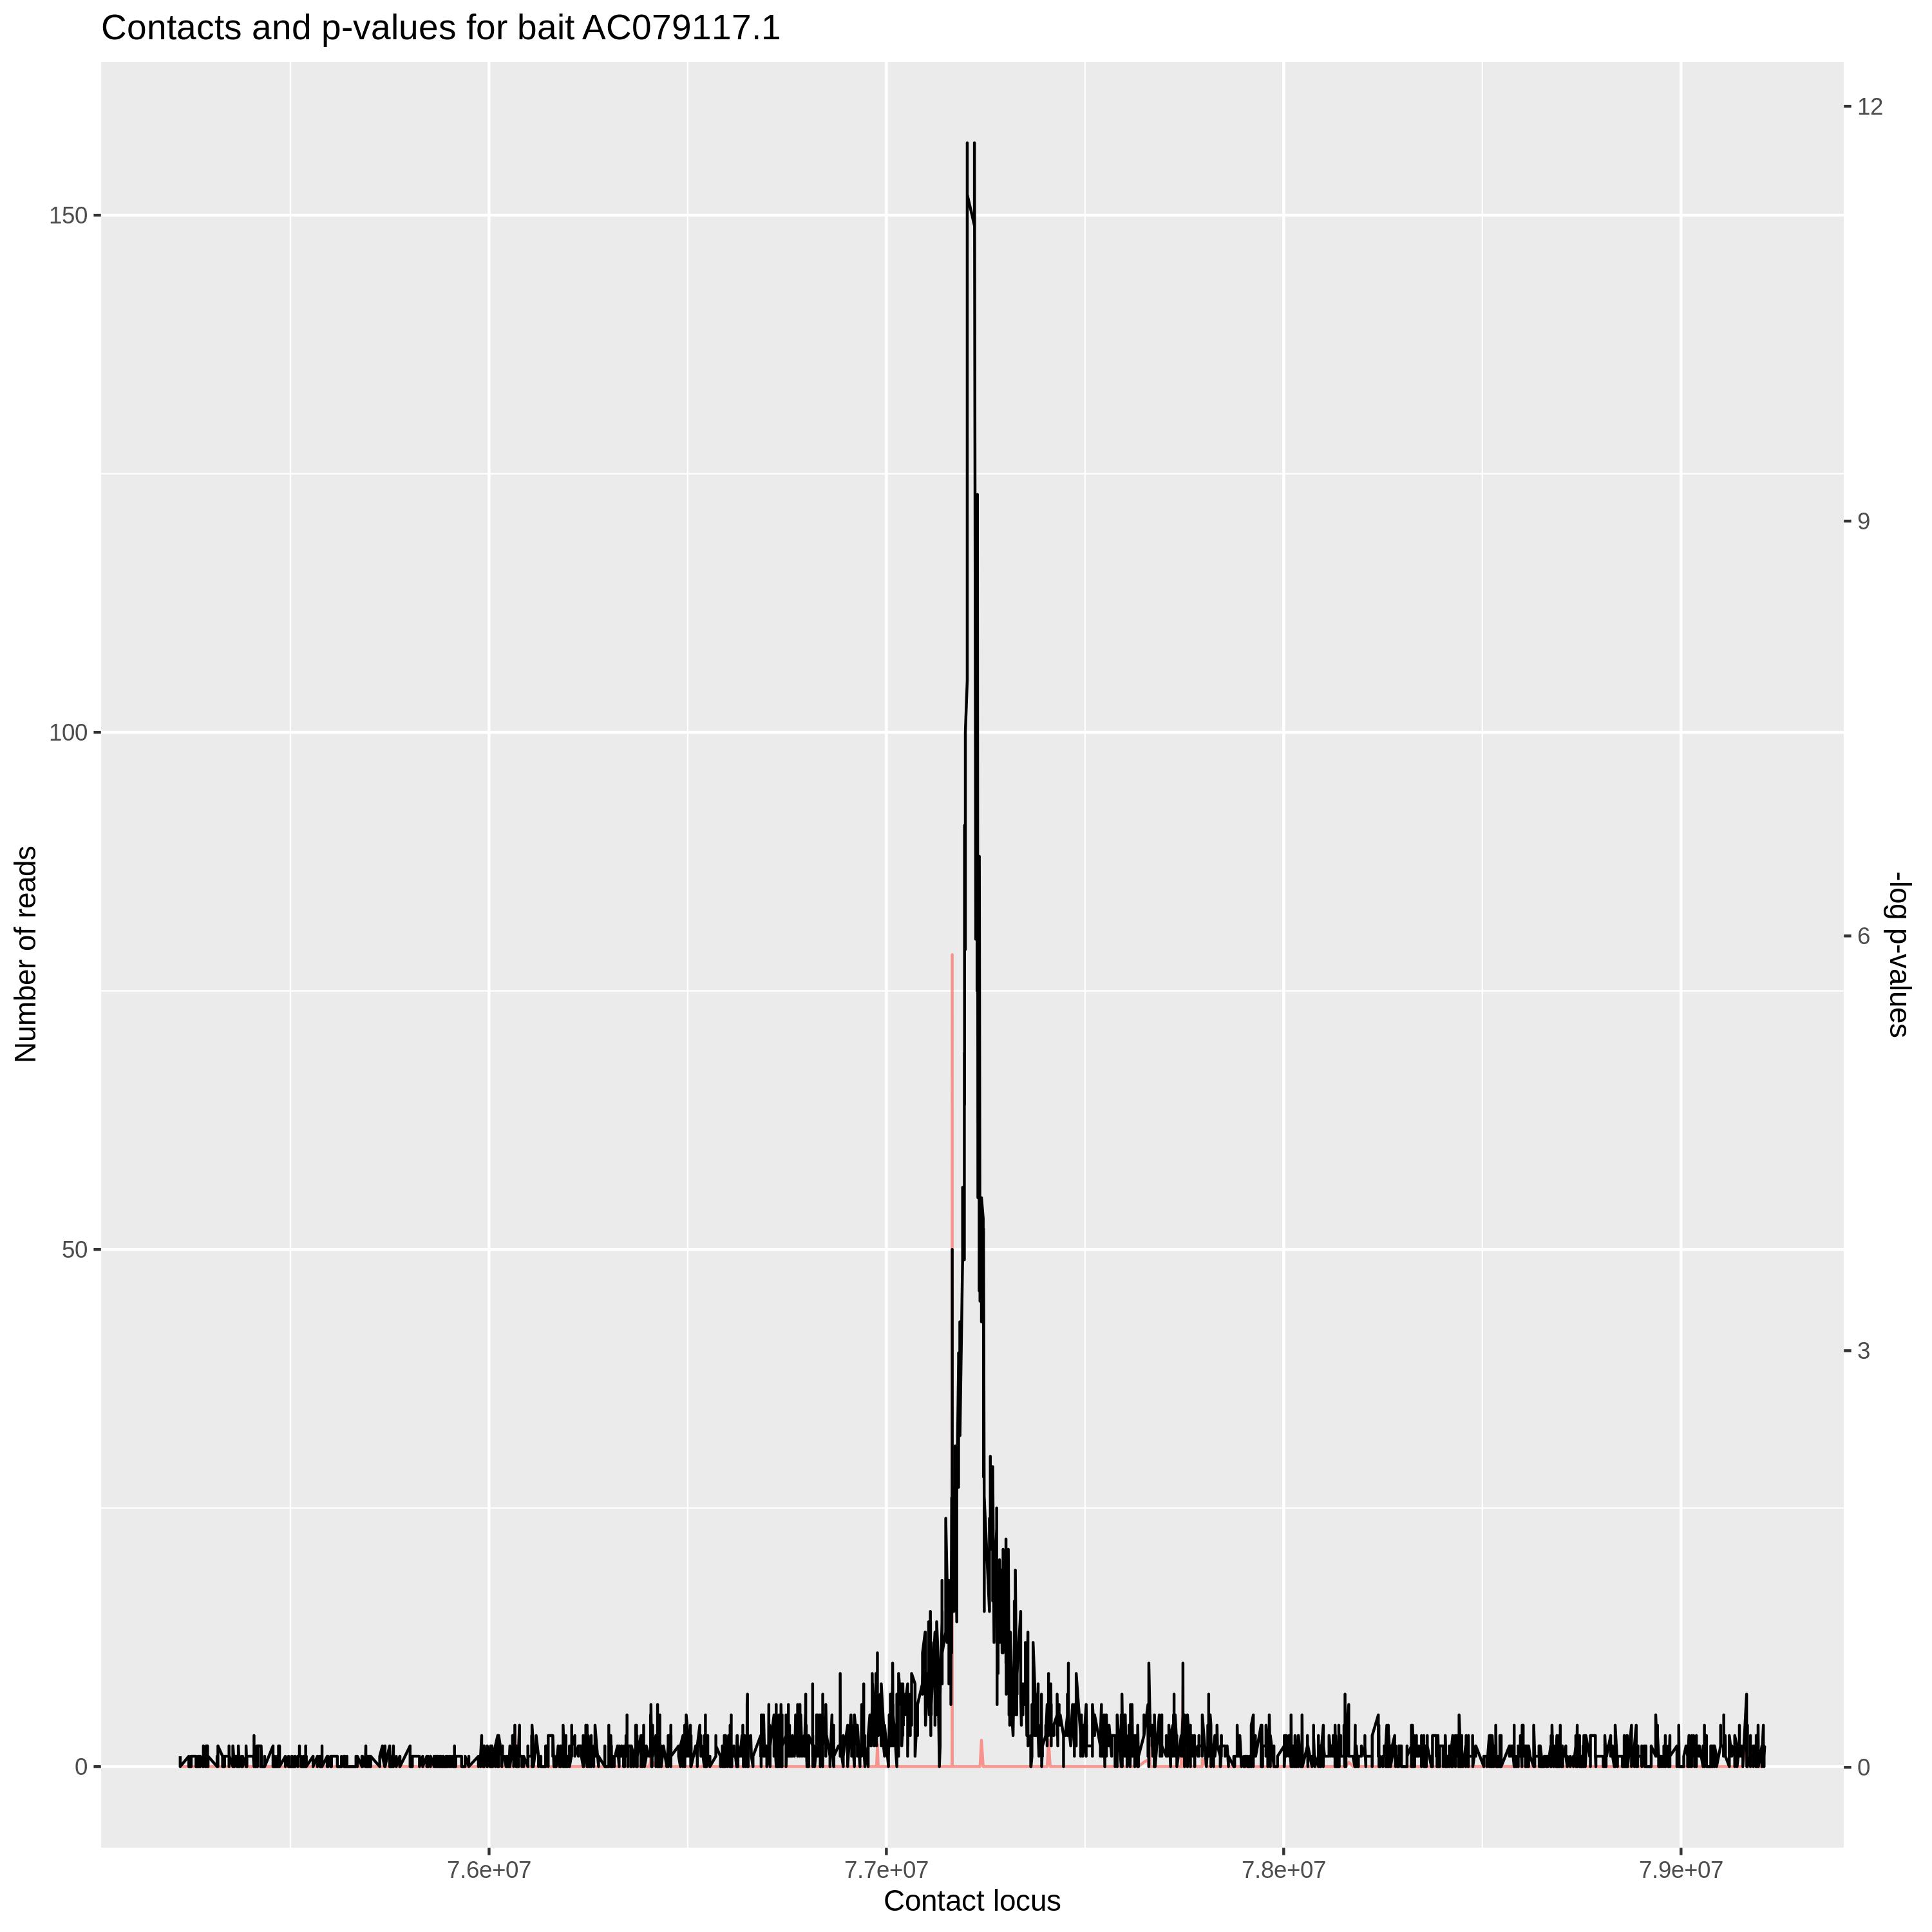 Contacts and p-values for bait AC079117.1
150
100
50
0
Number of reads
12
9
6
3
0
-log p-values
7.6e+07
7.7e+07
7.8e+07
7.9e+07
Contact locus